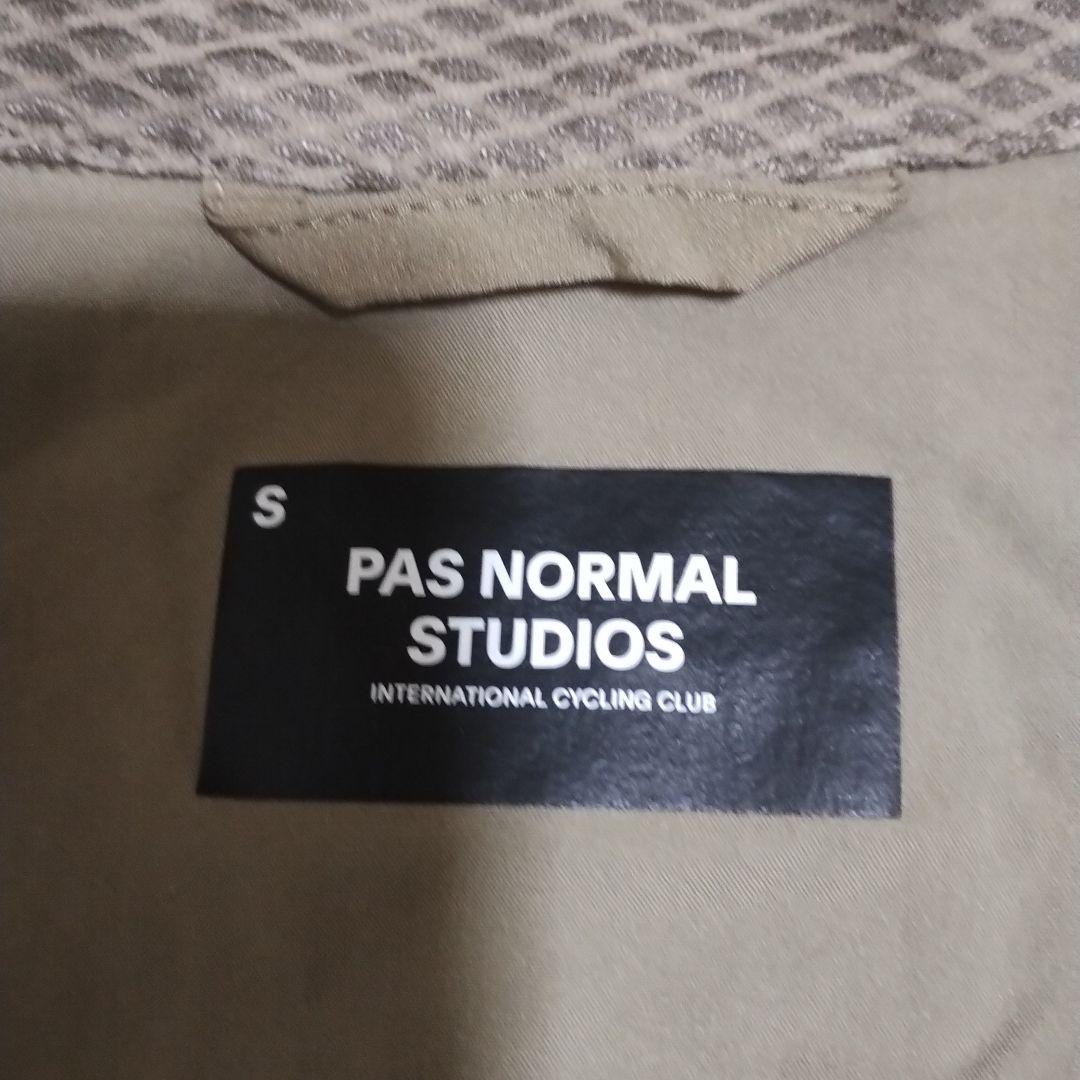 S
PAS NORMAL
STUDIOS
INTERNATIONAL CYCLING CLUB